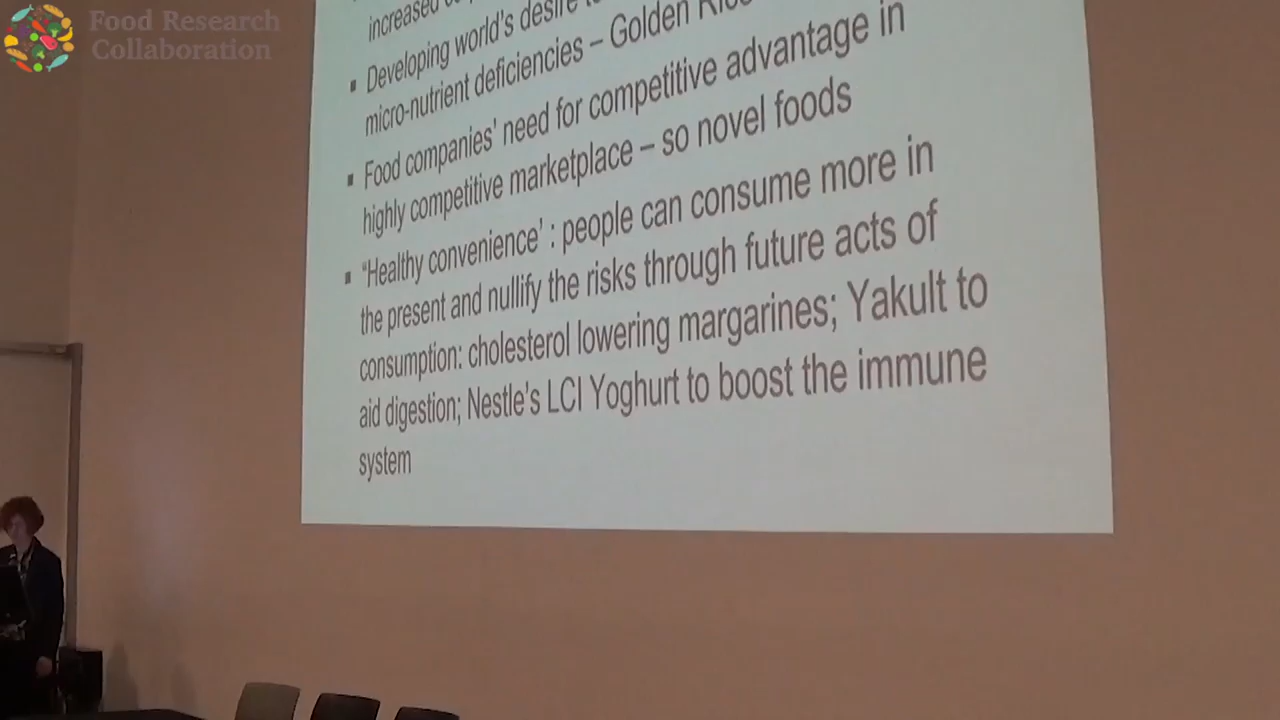 Food Research
Collaboration
increased
▪ Developing world's desire
micro-nutrient deficiencies – Golden Rice
▪ Food companies' need for competitive advantage in
highly competitive marketplace – so novel foods
▪ 'Healthy convenience' : people can consume more in
the present and nullify the risks through future acts of
consumption: cholesterol lowering margarines; Yakult to
aid digestion; Nestle's LCI Yoghurt to boost the immune
system